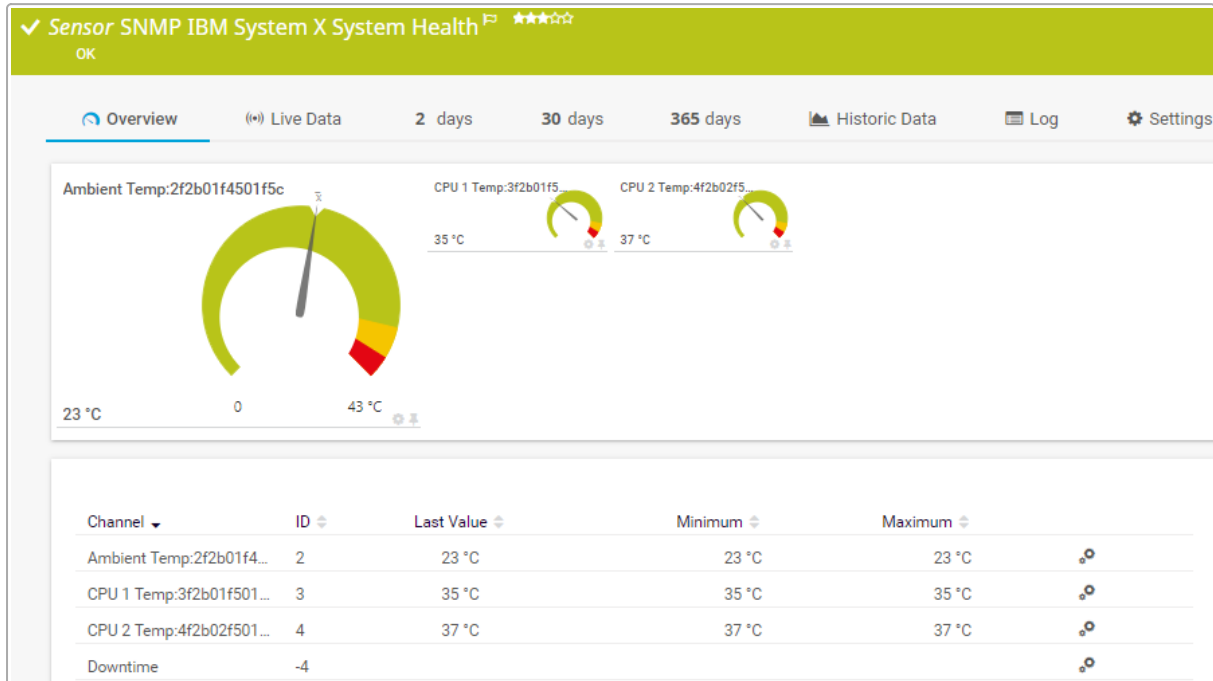 Sensor SNMP IBM System X System Health
OK
Overview Live Data 2 days 30 days 365 days Historic Data Log Settings
Ambient Temp:2f2b01f4501f5c
x̄
23 °C
0
43 °C
CPU 1 Temp:3f2b01f5...
35 °C
CPU 2 Temp:4f2b02f5...
37 °C
Channel ID Last Value Minimum Maximum
Ambient Temp:2f2b01f4... 2 23 °C 23 °C 23 °C
CPU 1 Temp:3f2b01f501... 3 35 °C 35 °C 35 °C
CPU 2 Temp:4f2b02f501... 4 37 °C 37 °C 37 °C
Downtime -4